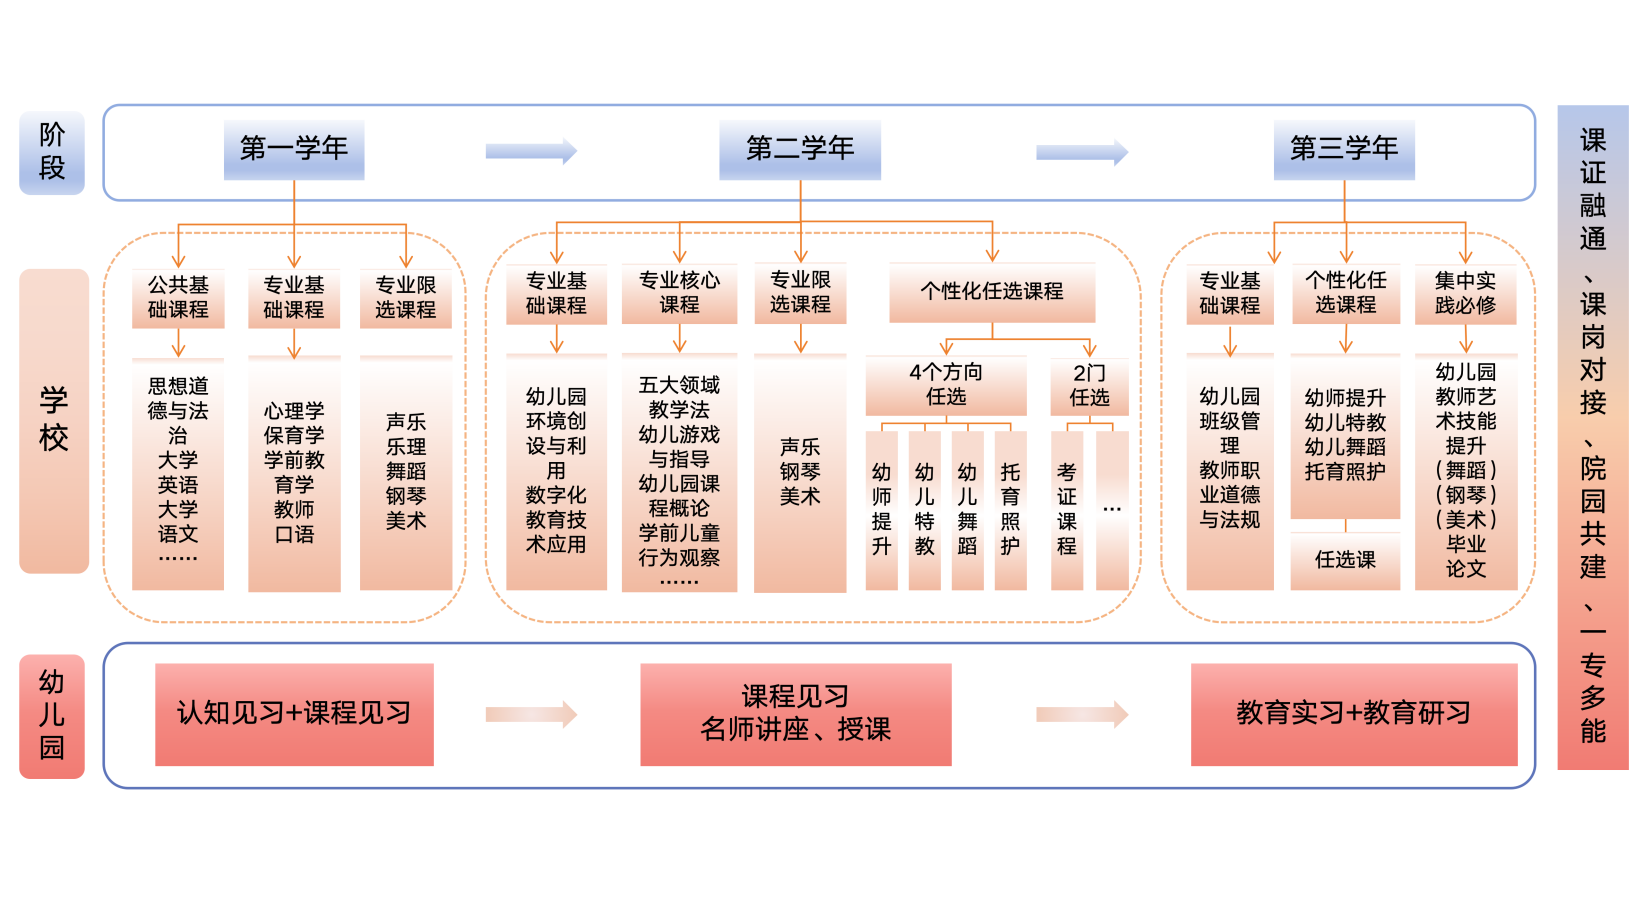 阶
段
第一学年
第二学年
第三学年
学
校
公共基
础课程
专业基
础课程
专业限
选课程
思想道
德与法
治
大学
英语
大学
语文
……
心理学
保育学
学前教
育学
教师
口语
声乐
乐理
舞蹈
钢琴
美术
专业基
础课程
专业核心
课程
专业限
选课程
个性化任选课程
幼儿园
环境创
设与利
用
数字化
教育技
术应用
五大领域
教学法
幼儿游戏
与指导
幼儿园课
程概论
学前儿童
行为观察
……
声乐
钢琴
美术
4个方向
任选
2门
任选
幼
师
提
升
幼
儿
特
教
幼
儿
舞
蹈
托
育
照
护
考
证
课
程
…
专业基
础课程
个性化任
选课程
集中实
践必修
幼儿园
班级管
理
教师职
业道德
与法规
幼师提升
幼儿特教
幼儿舞蹈
托育照护
任选课
幼儿园
教师艺
术技能
提升
(舞蹈)
(钢琴)
(美术)
毕业
论文
幼
儿
园
认知见习+课程见习
课程见习
名师讲座、授课
教育实习+教育研习
课
证
融
通
、
课
岗
对
接
、
院
园
共
建
、
一
专
多
能